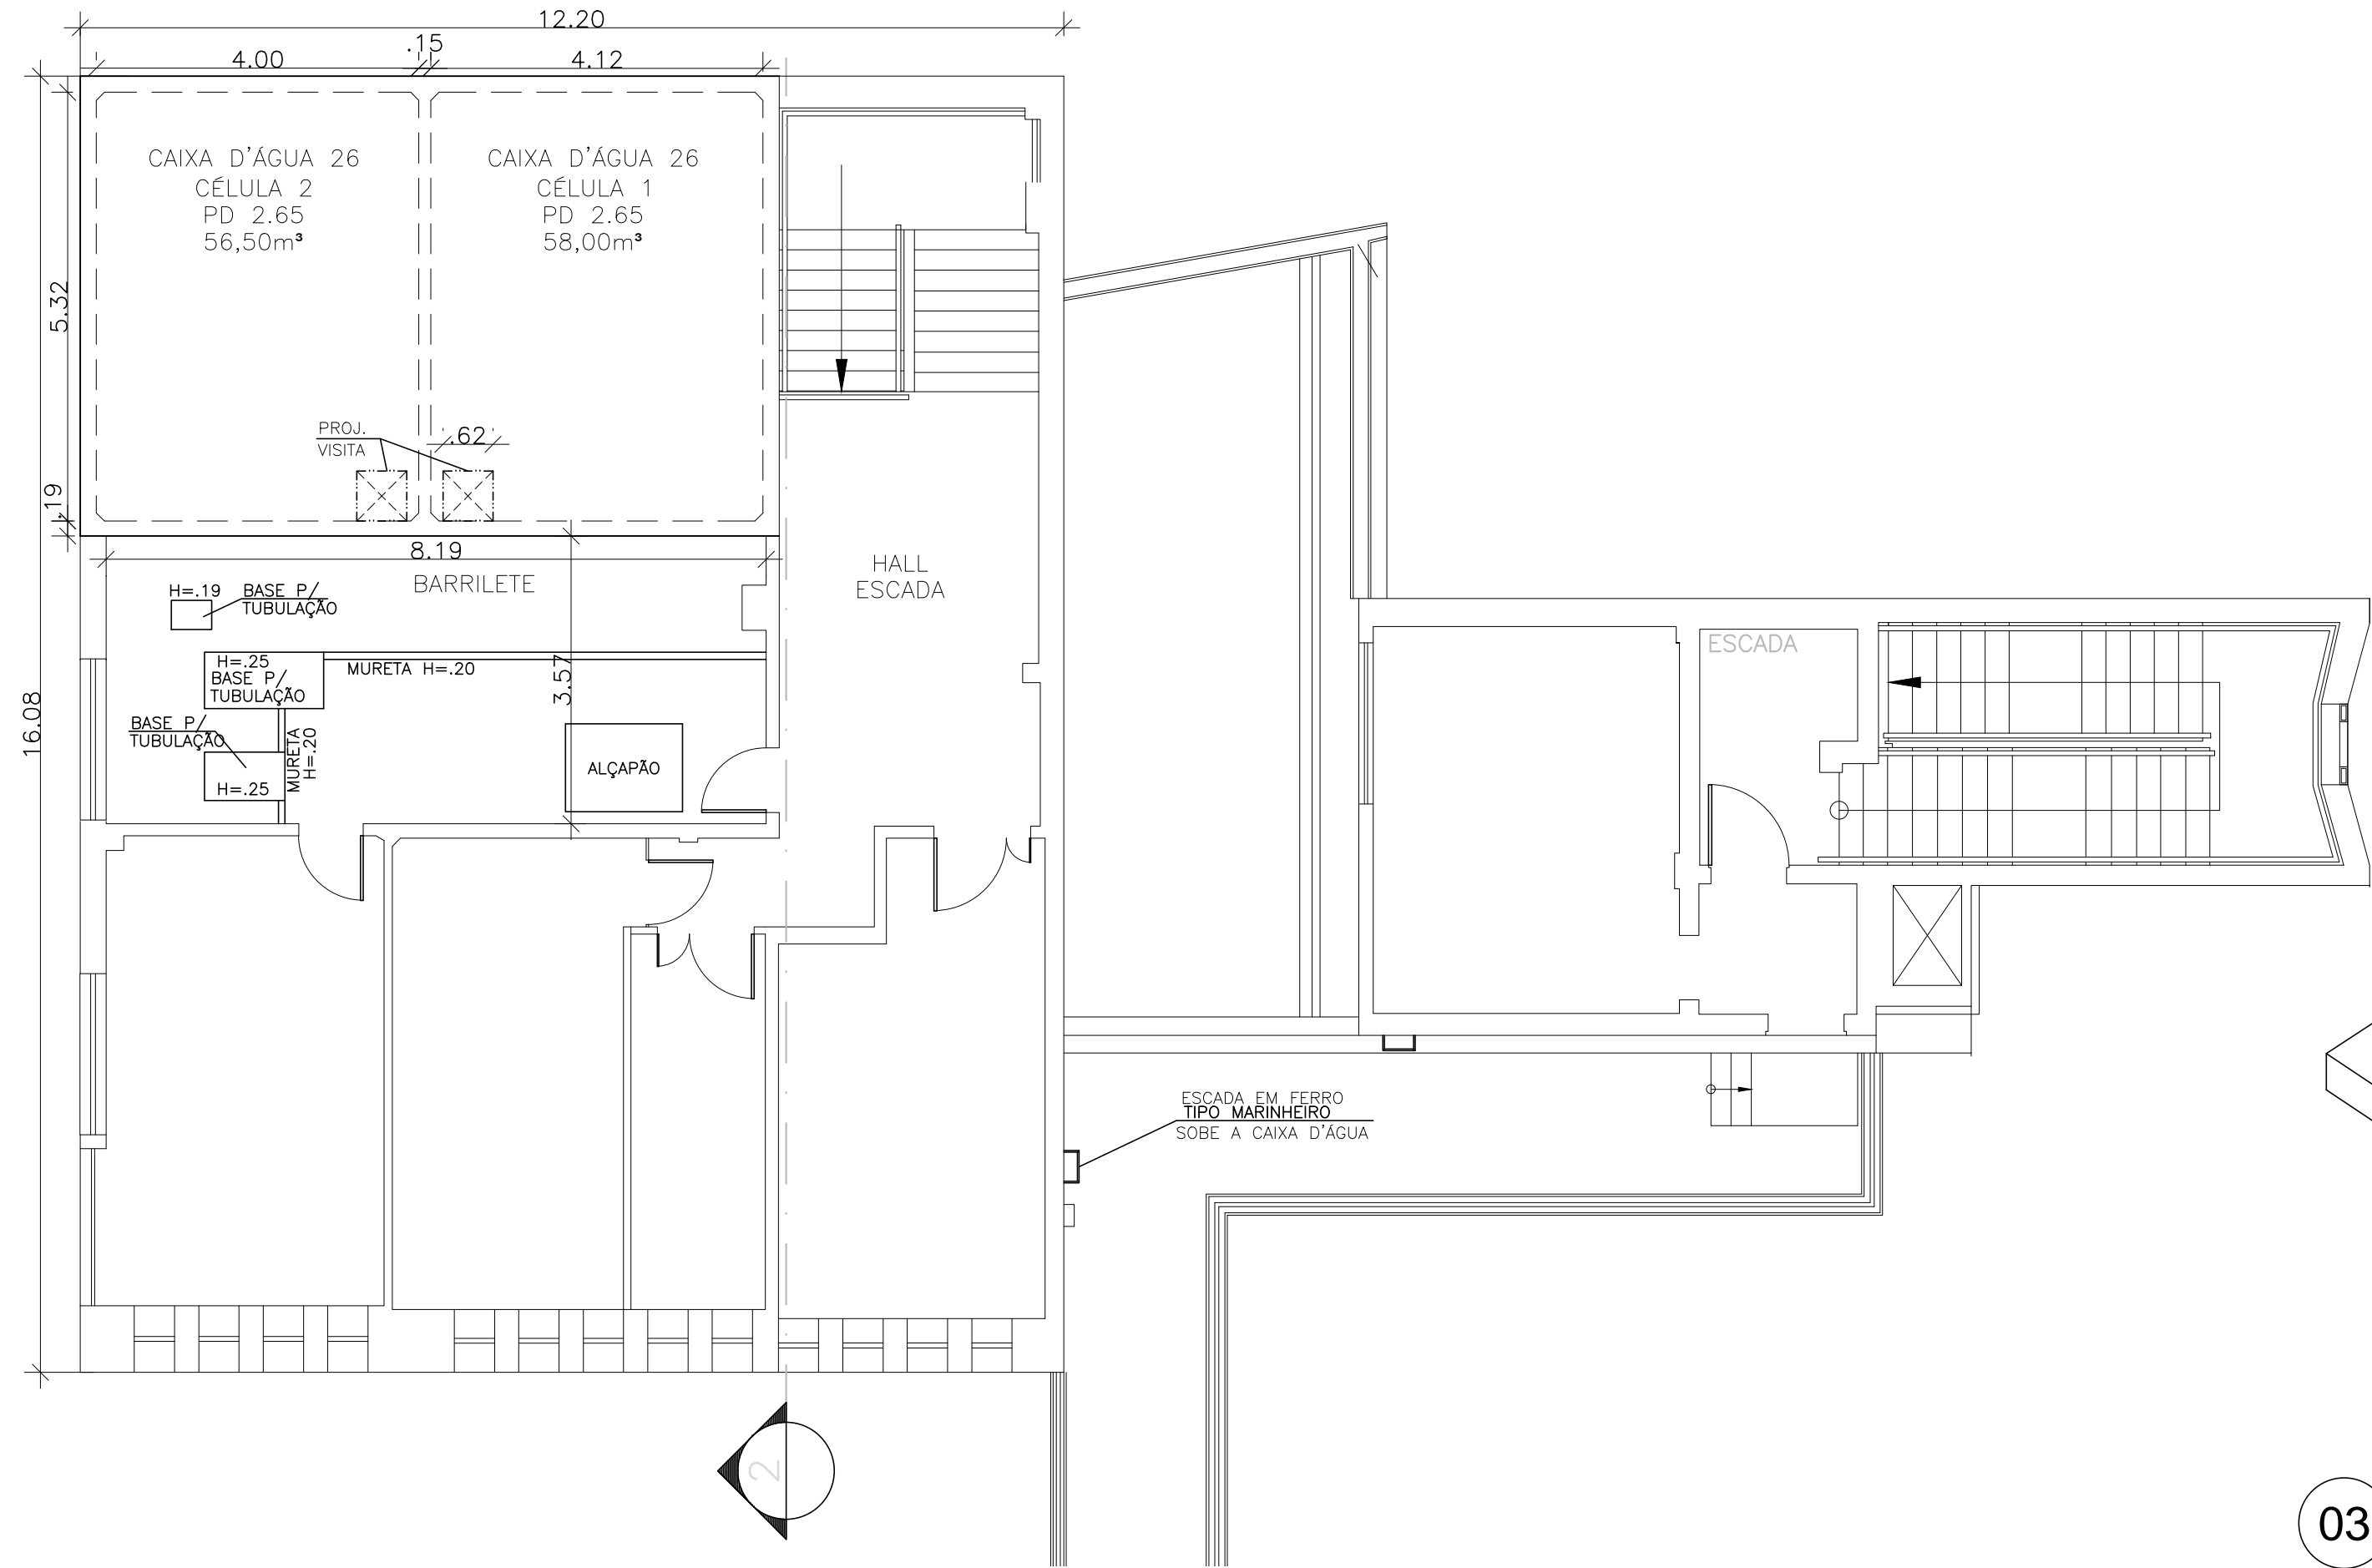 12.20
.15
4.00
4.12
CAIXA D'ÁGUA 26
CÉLULA 2
PD 2.65
56,50m³
CAIXA D'ÁGUA 26
CÉLULA 1
PD 2.65
58,00m³
5.32
PROJ.
VISITA
.62
.19
8.19
BARRILETE
HALL
ESCADA
H=.19
BASE P/
TUBULAÇÃO
H=.25
BASE P/
TUBULAÇÃO
MURETA H=.20
3.57
16.08
BASE P/
TUBULAÇÃO
H=.25
MURETA
H=.20
ALÇAPÃO
ESCADA
ESCADA EM FERRO
TIPO MARINHEIRO
SOBE A CAIXA D'ÁGUA
2
03